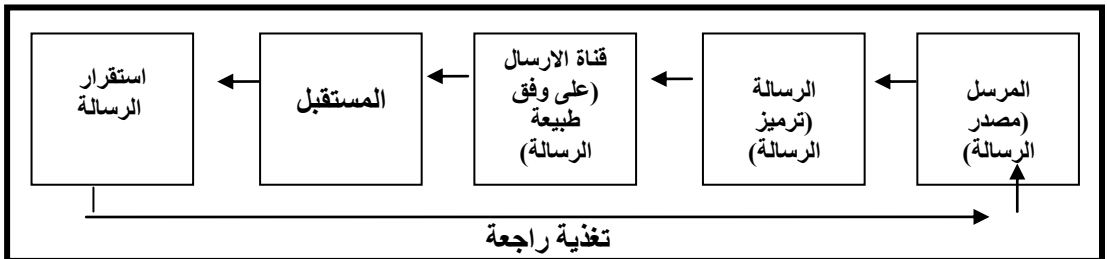 المرسل
(مصدر
الرسالة)
الرسالة
(ترميز
الرسالة)
قناة الارسال
(على وفق
طبيعة
الرسالة)
المستقبل
استقرار
الرسالة
تغذية راجعة